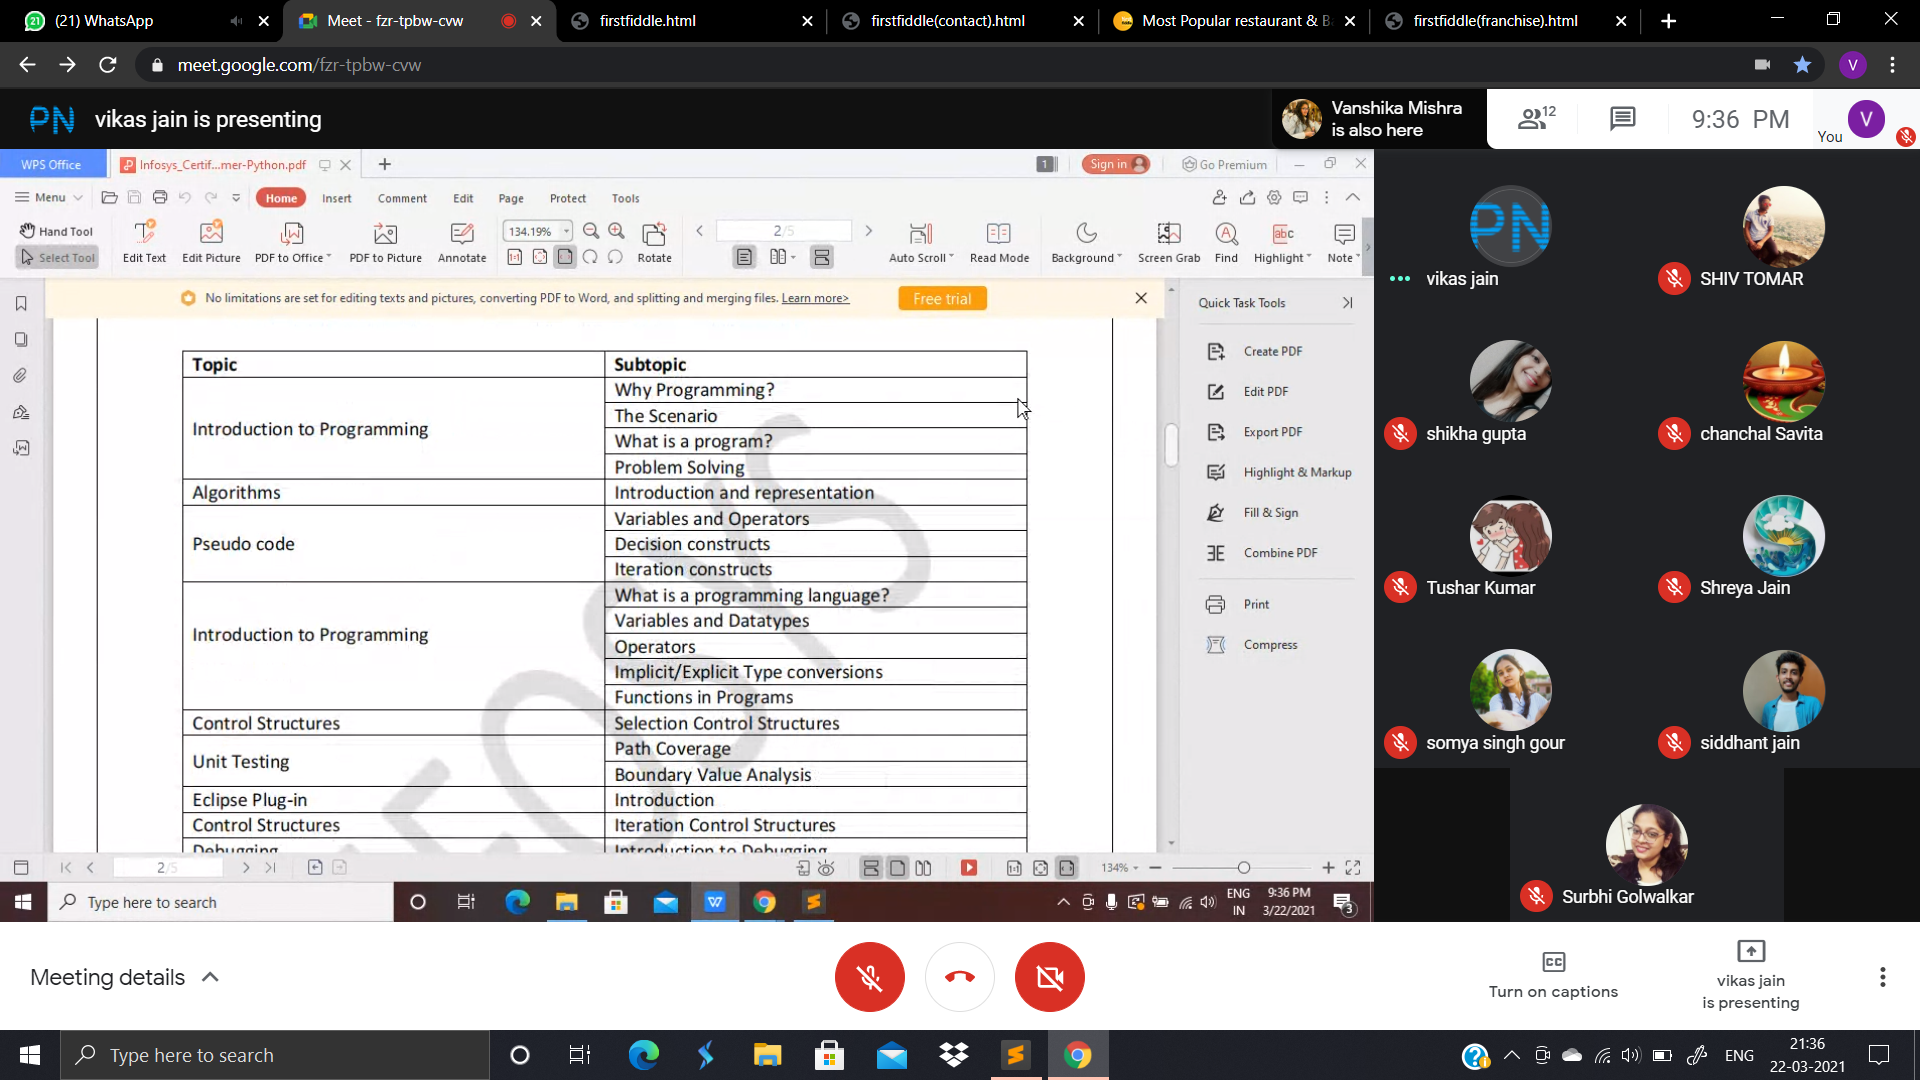 (21) WhatsApp
Meet - fzr-tpbw-cvw
firstfiddle.html
firstfiddle(contact).html
Most Popular restaurant & B
firstfiddle(franchise).html
meet.google.com/fzr-tpbw-cvw
V
PN vikas jain is presenting
Vanshika Mishra
is also here
12
9:36 PM
You
V
WPS Office
Infosys_Certif...mer-Python.pdf
1
Sign in
Go Premium
Menu
Home
Insert
Comment
Edit
Page
Protect
Tools
Hand Tool
Select Tool
Edit Text
Edit Picture
PDF to Office
PDF to Picture
Annotate
134.19%
Rotate
2/5
Auto Scroll
Read Mode
Background
Screen Grab
Find
Highlight
Note
No limitations are set for editing texts and pictures, converting PDF to Word, and splitting and merging files. Learn more>
Free trial
Topic Subtopic
Introduction to Programming
Why Programming?
The Scenario
What is a program?
Problem Solving
Algorithms Introduction and representation
Pseudo code
Variables and Operators
Decision constructs
Iteration constructs
Introduction to Programming
What is a programming language?
Variables and Datatypes
Operators
Implicit/Explicit Type conversions
Functions in Programs
Control Structures Selection Control Structures
Unit Testing
Path Coverage
Boundary Value Analysis
Eclipse Plug-in Introduction
Control Structures Iteration Control Structures
Debugging Introduction to Debugging
Quick Task Tools
Create PDF
Edit PDF
Export PDF
Highlight & Markup
Fill & Sign
Combine PDF
Print
Compress
2/5
134%
Type here to search
ENG
IN
9:36 PM
3/22/2021
3
PN
vikas jain
SHIV TOMAR
shikha gupta
chanchal Savita
Tushar Kumar
Shreya Jain
somya singh gour
siddhant jain
Surbhi Golwalkar
Meeting details
Turn on captions
vikas jain
is presenting
Type here to search
ENG
21:36
22-03-2021